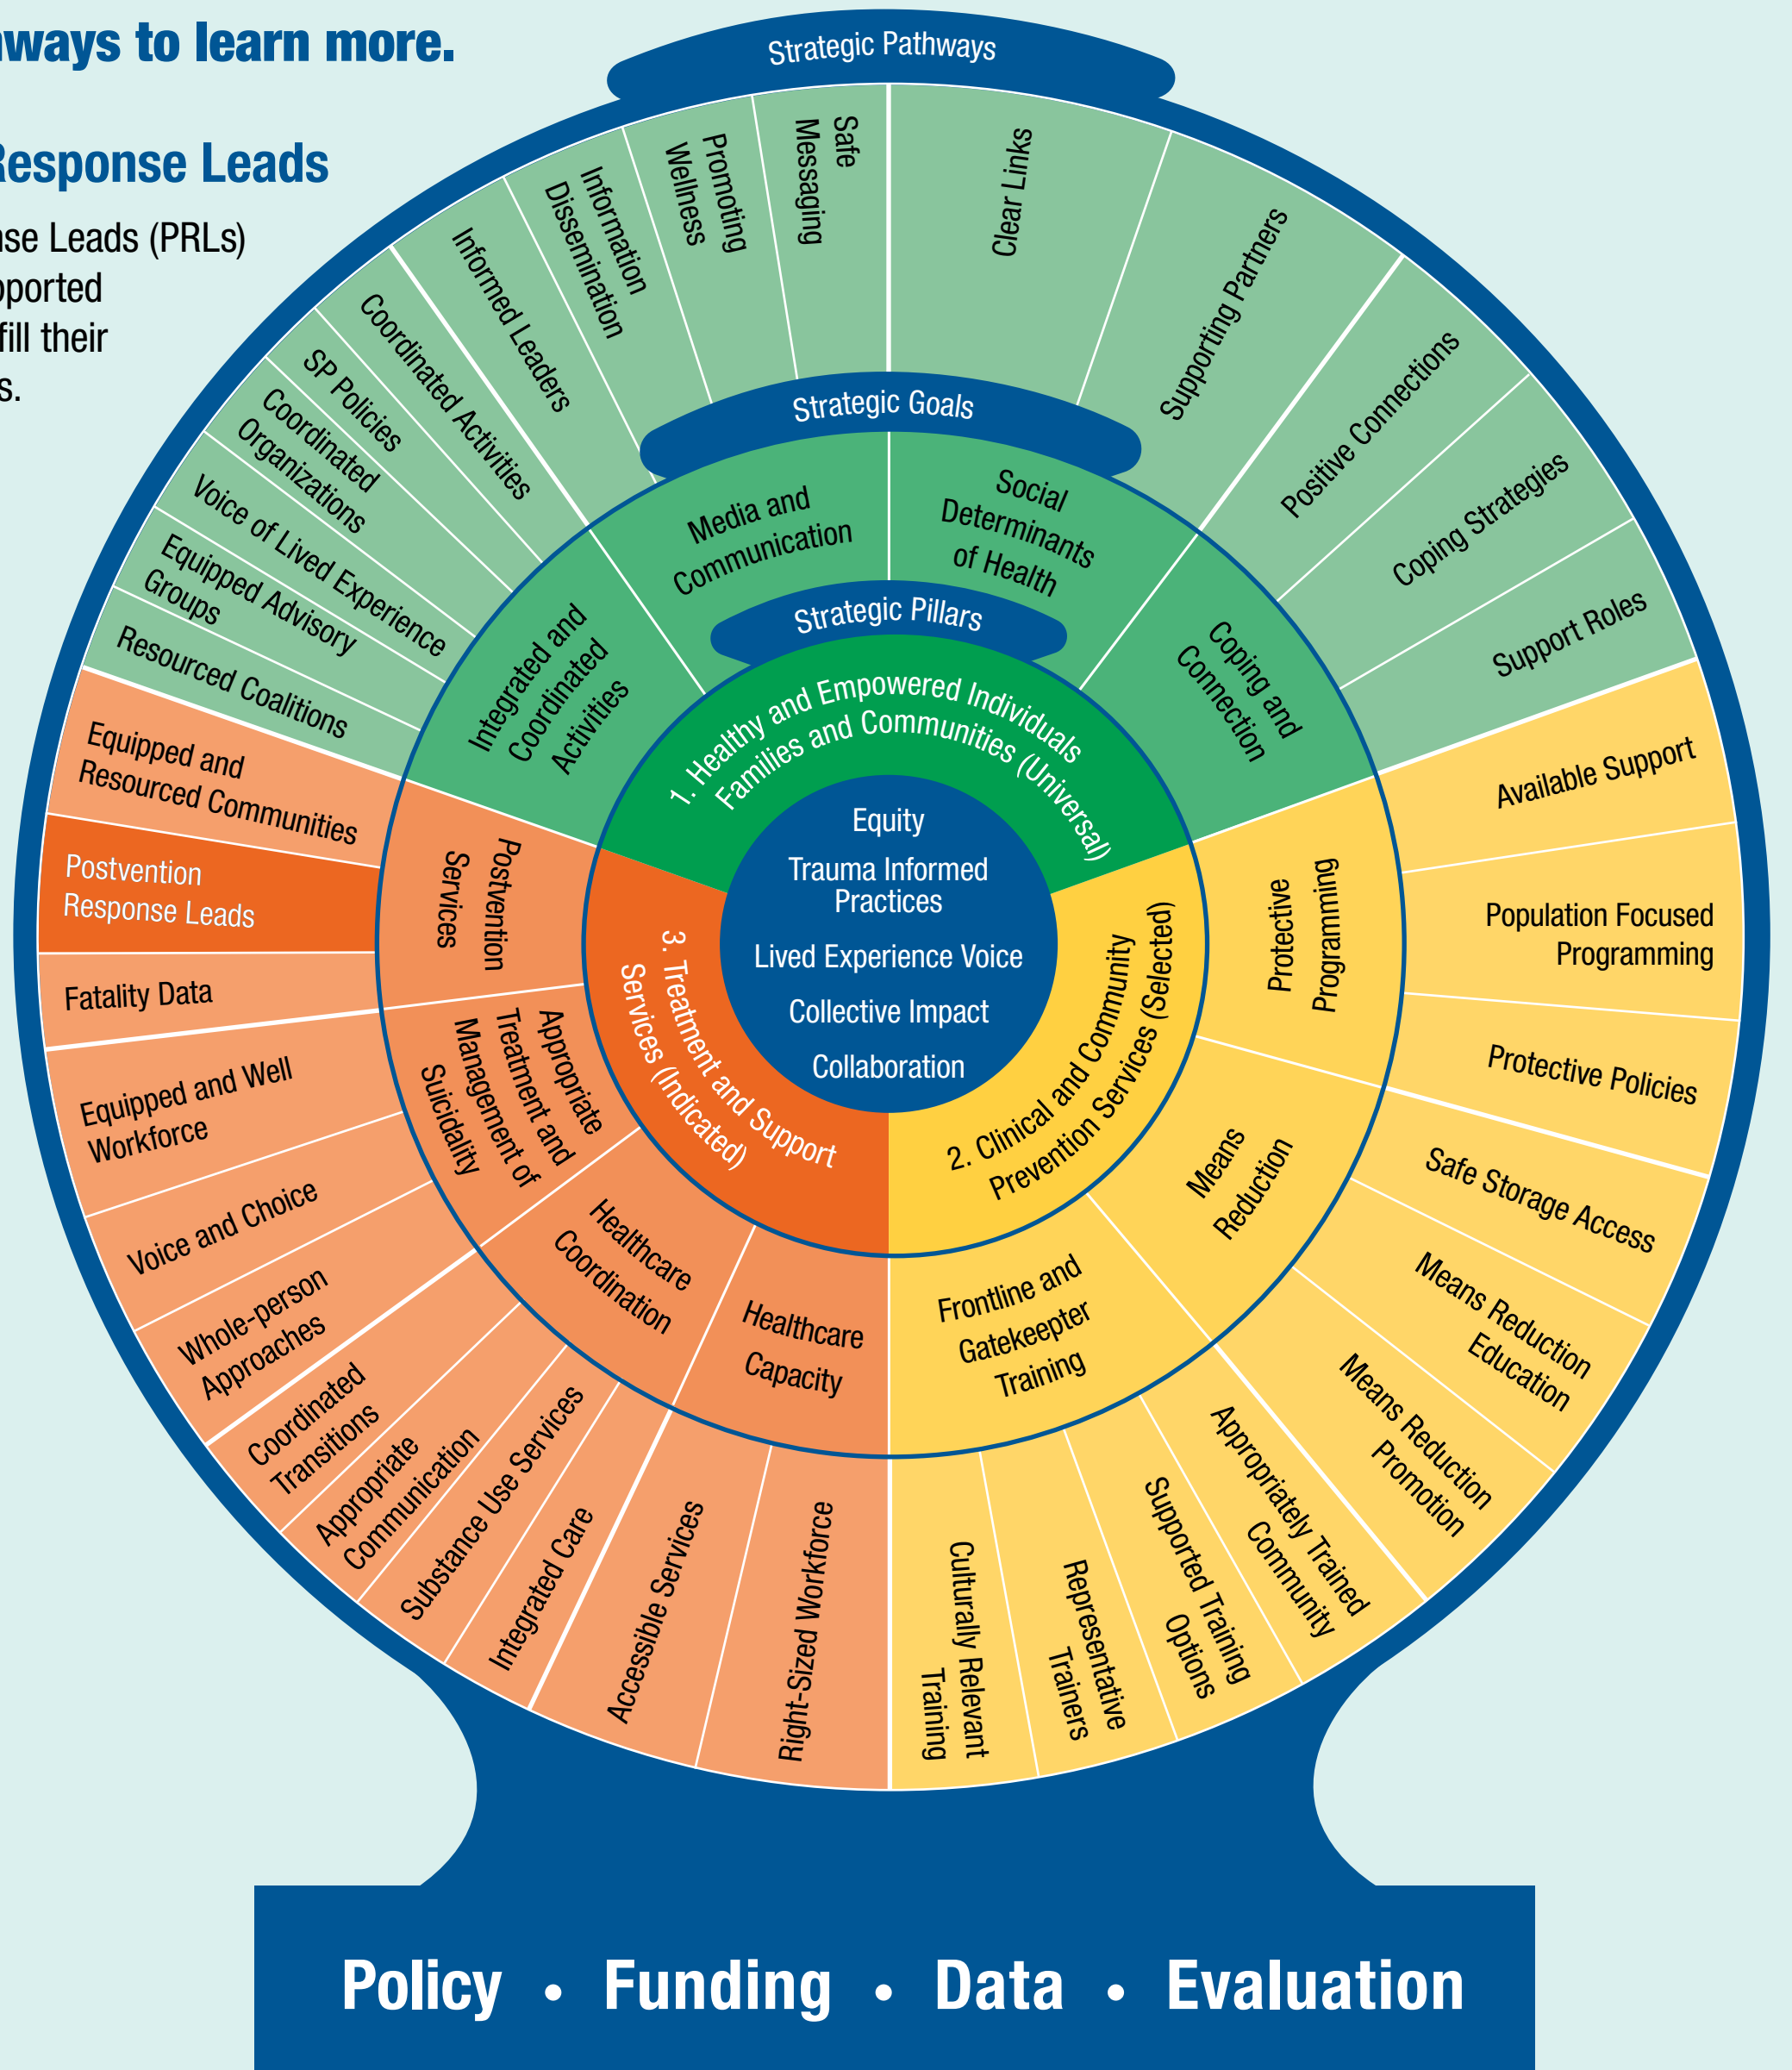 ways to learn more.
Response Leads
nse Leads (PRLs)
pported
fill their
s.
Strategic Pathways
Safe
Messaging
Promoting
Wellness
Information
Dissemination
Informed Leaders
Clear Links
Supporting Partners
Positive Connections
Coping Strategies
Support Roles
Coordinated Activities
SP Policies
Coordinated
Organizations
Voice of Lived Experience
Equipped Advisory
Groups
Resourced Coalitions
Strategic Goals
Media and
Communication
Social
Determinants
of Health
Integrated and
Coordinated
Activities
Coping and
Connection
Strategic Pillars
1. Healthy and Empowered Individuals
Families and Communities (Universal)
Equity
Trauma Informed
Practices
Lived Experience Voice
Collective Impact
Collaboration
2. Clinical and Community
Prevention Services (Selected)
3. Treatment and Support
Services (Indicated)
Protective
Programming
Means
Reduction
Frontline and
Gatekeeper
Training
Available Support
Population Focused
Programming
Protective Policies
Safe Storage Access
Means Reduction
Education
Means Reduction
Promotion
Appropriately Trained
Community
Supported Training
Options
Representative
Trainers
Culturally Relevant
Training
Postvention
Services
Appropriate
Treatment and
Management of
Suicidality
Healthcare
Coordination
Healthcare
Capacity
Equipped and
Resourced Communities
Postvention
Response Leads
Fatality Data
Equipped and Well
Workforce
Voice and Choice
Whole-person
Approaches
Coordinated
Transitions
Appropriate
Communication
Substance Use Services
Integrated Care
Accessible Services
Right-Sized Workforce
Policy • Funding • Data • Evaluation